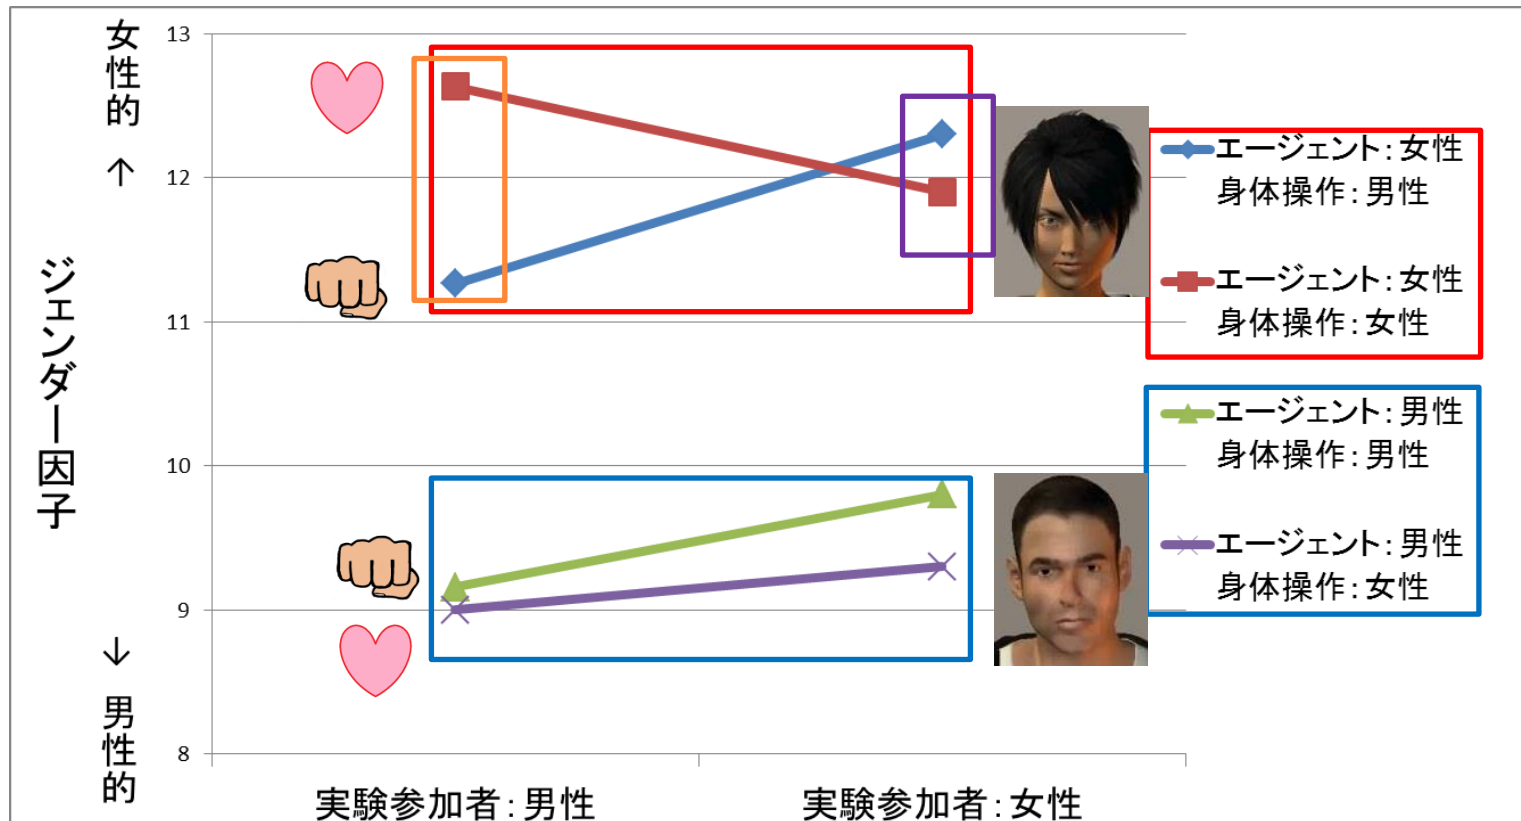 女性的 ↑
ジェンダー因子
↓ 男性的
13
12
11
10
9
8
実験参加者：男性
実験参加者：女性
エージェント：女性
身体操作：男性
エージェント：女性
身体操作：女性
エージェント：男性
身体操作：男性
エージェント：男性
身体操作：女性